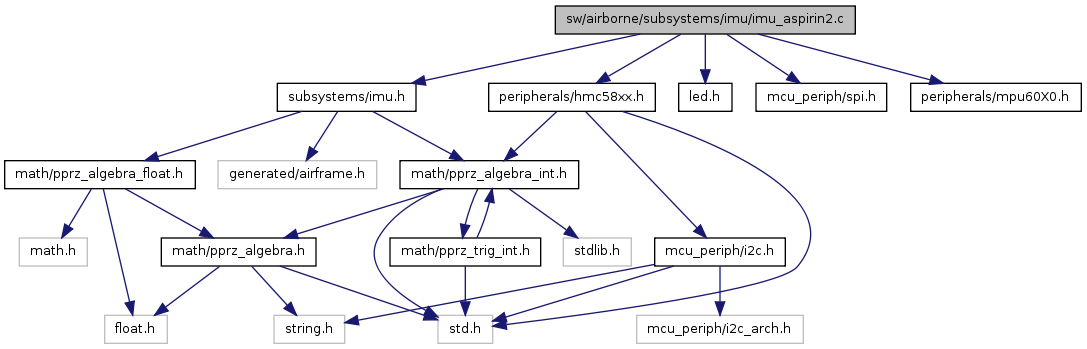 sw/airborne/subsystems/imu/imu_aspirin2.c
subsystems/imu.h
peripherals/hmc58xx.h
led.h
mcu_periph/spi.h
peripherals/mpu60X0.h
math/pprz_algebra_float.h
generated/airframe.h
math/pprz_algebra_int.h
math.h
math/pprz_algebra.h
math/pprz_trig_int.h
stdlib.h
mcu_periph/i2c.h
float.h
string.h
std.h
mcu_periph/i2c_arch.h